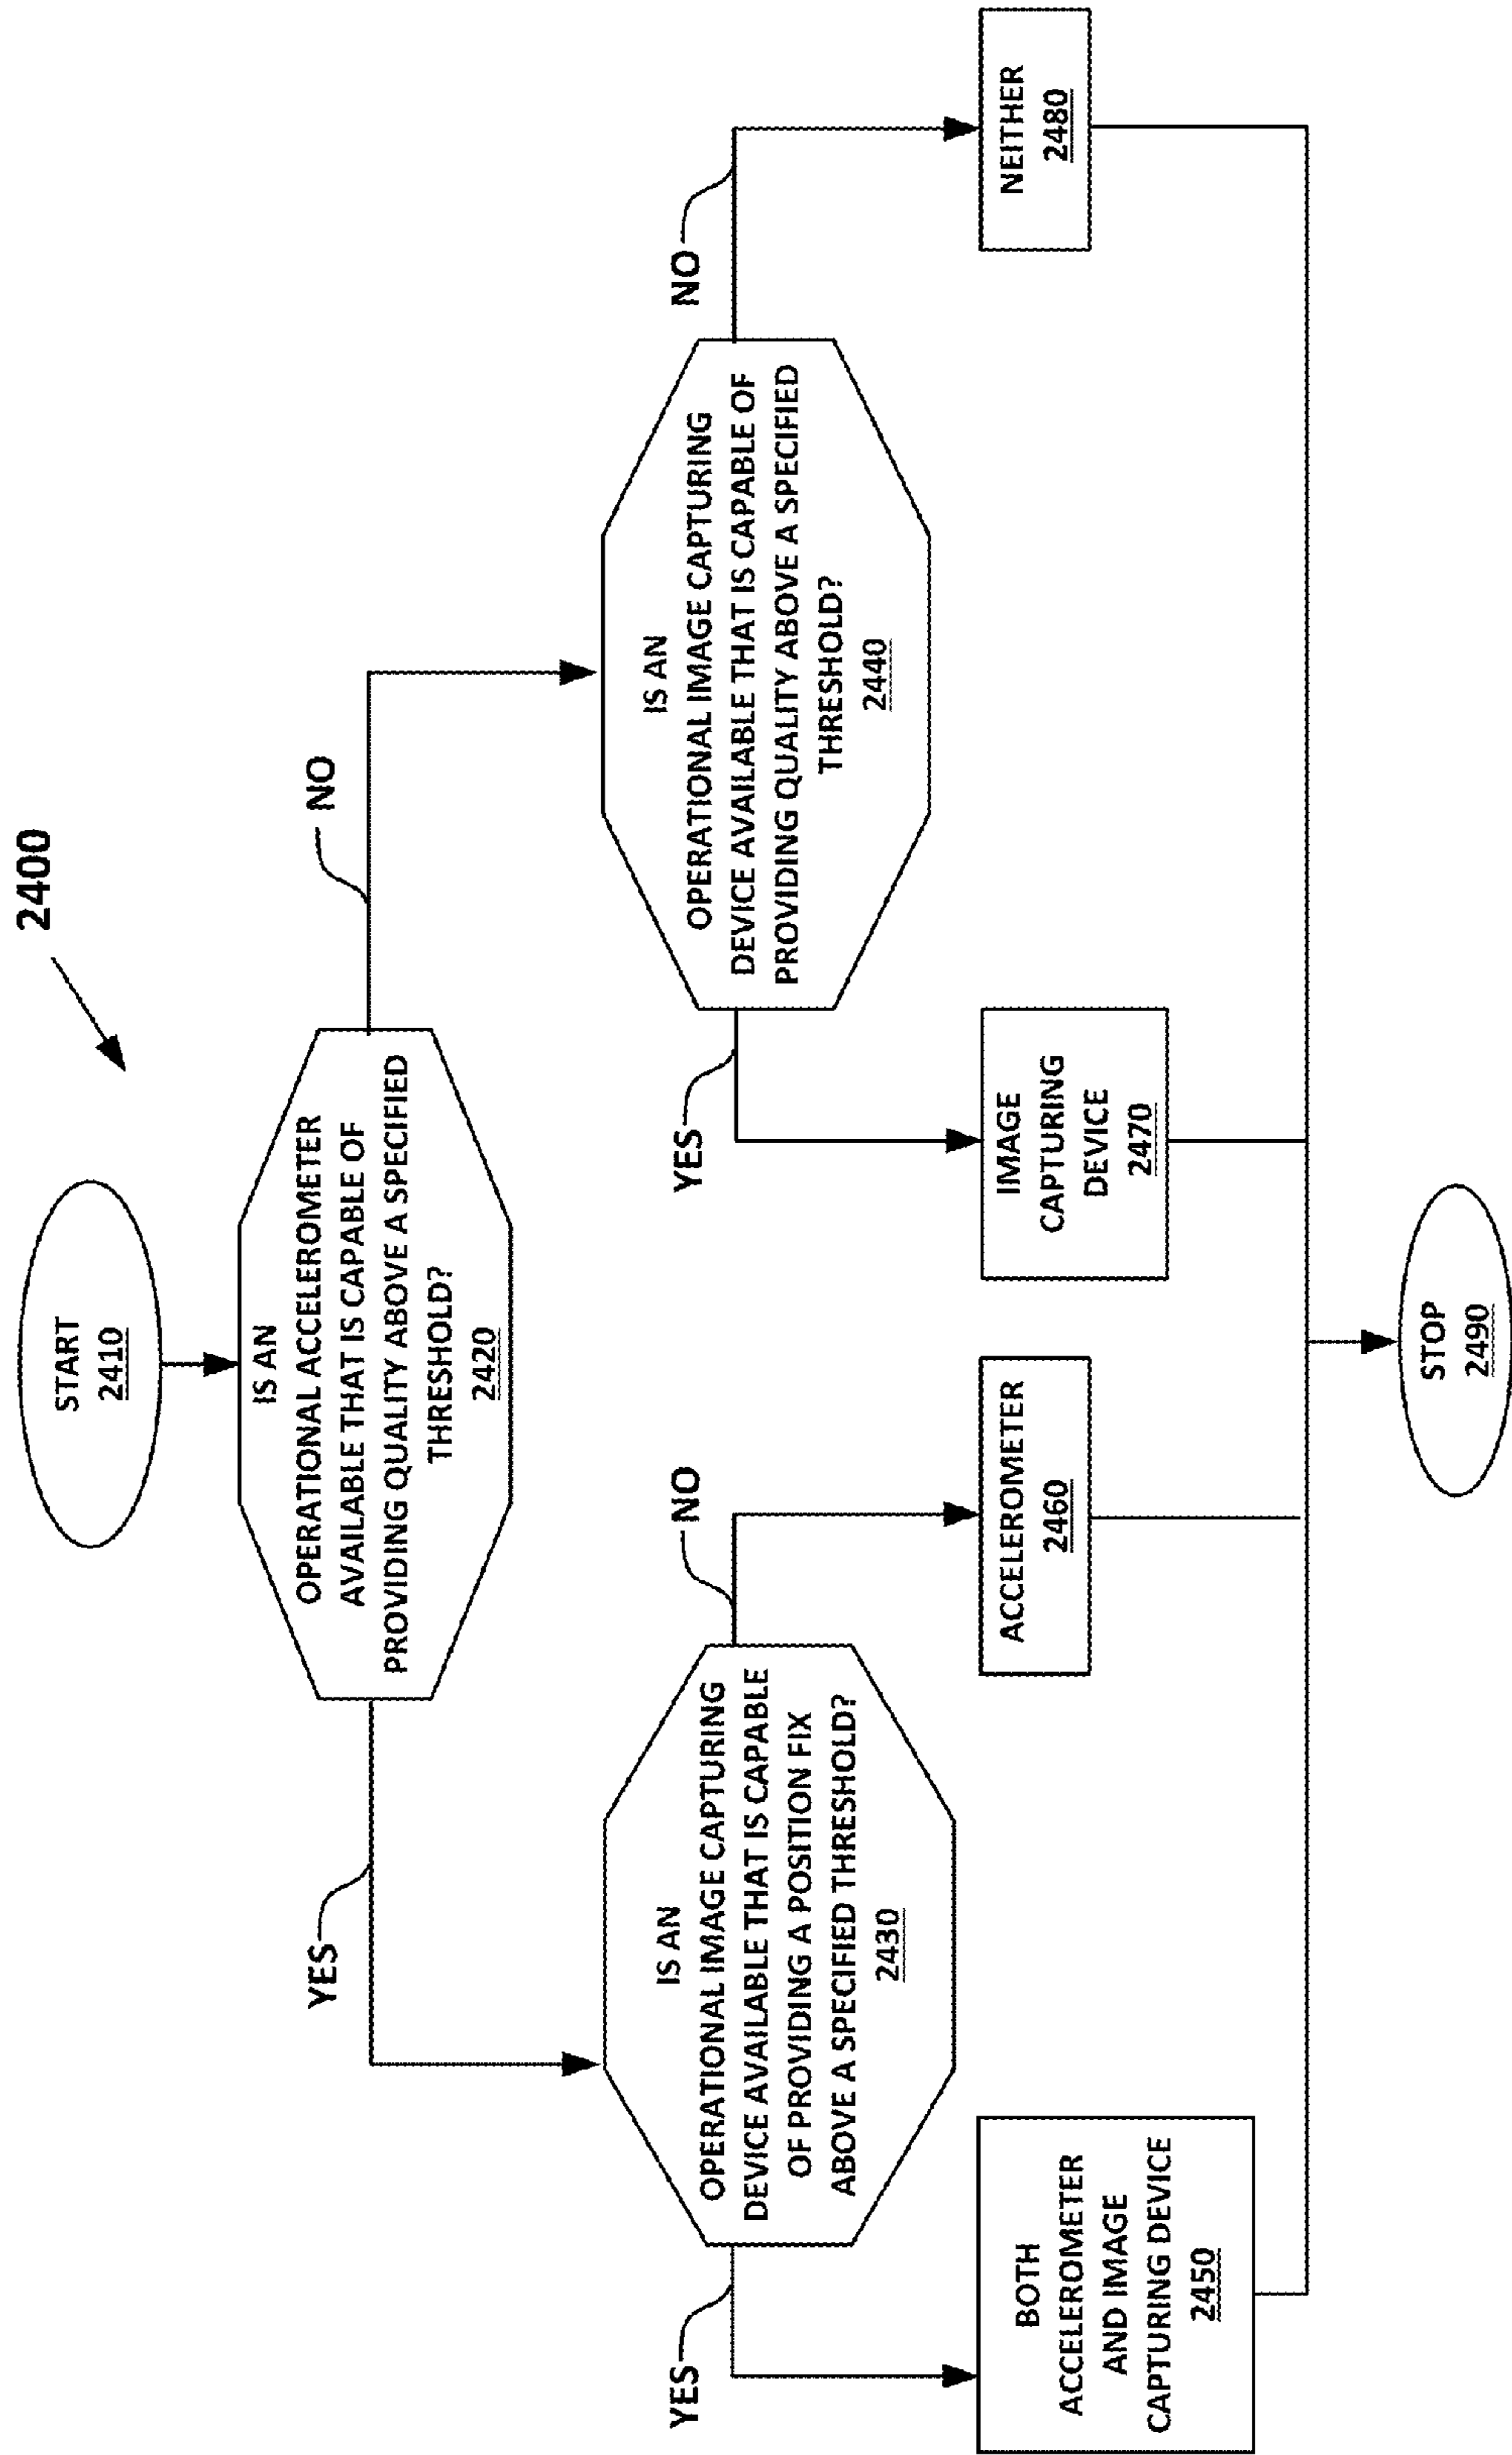 2400
START
2410
IS AN
OPERATIONAL ACCELEROMETER
AVAILABLE THAT IS CAPABLE OF
PROVIDING QUALITY ABOVE A SPECIFIED
THRESHOLD?
2420
YES
NO
IS AN
OPERATIONAL IMAGE CAPTURING
DEVICE AVAILABLE THAT IS CAPABLE
OF PROVIDING A POSITION FIX
ABOVE A SPECIFIED THRESHOLD?
2430
IS AN
OPERATIONAL IMAGE CAPTURING
DEVICE AVAILABLE THAT IS CAPABLE OF
PROVIDING QUALITY ABOVE A SPECIFIED
THRESHOLD?
2440
YES
NO
YES
NO
BOTH
ACCELEROMETER
AND IMAGE
CAPTURING DEVICE
2450
ACCELEROMETER
2460
IMAGE
CAPTURING
DEVICE
2470
NEITHER
2480
STOP
2490